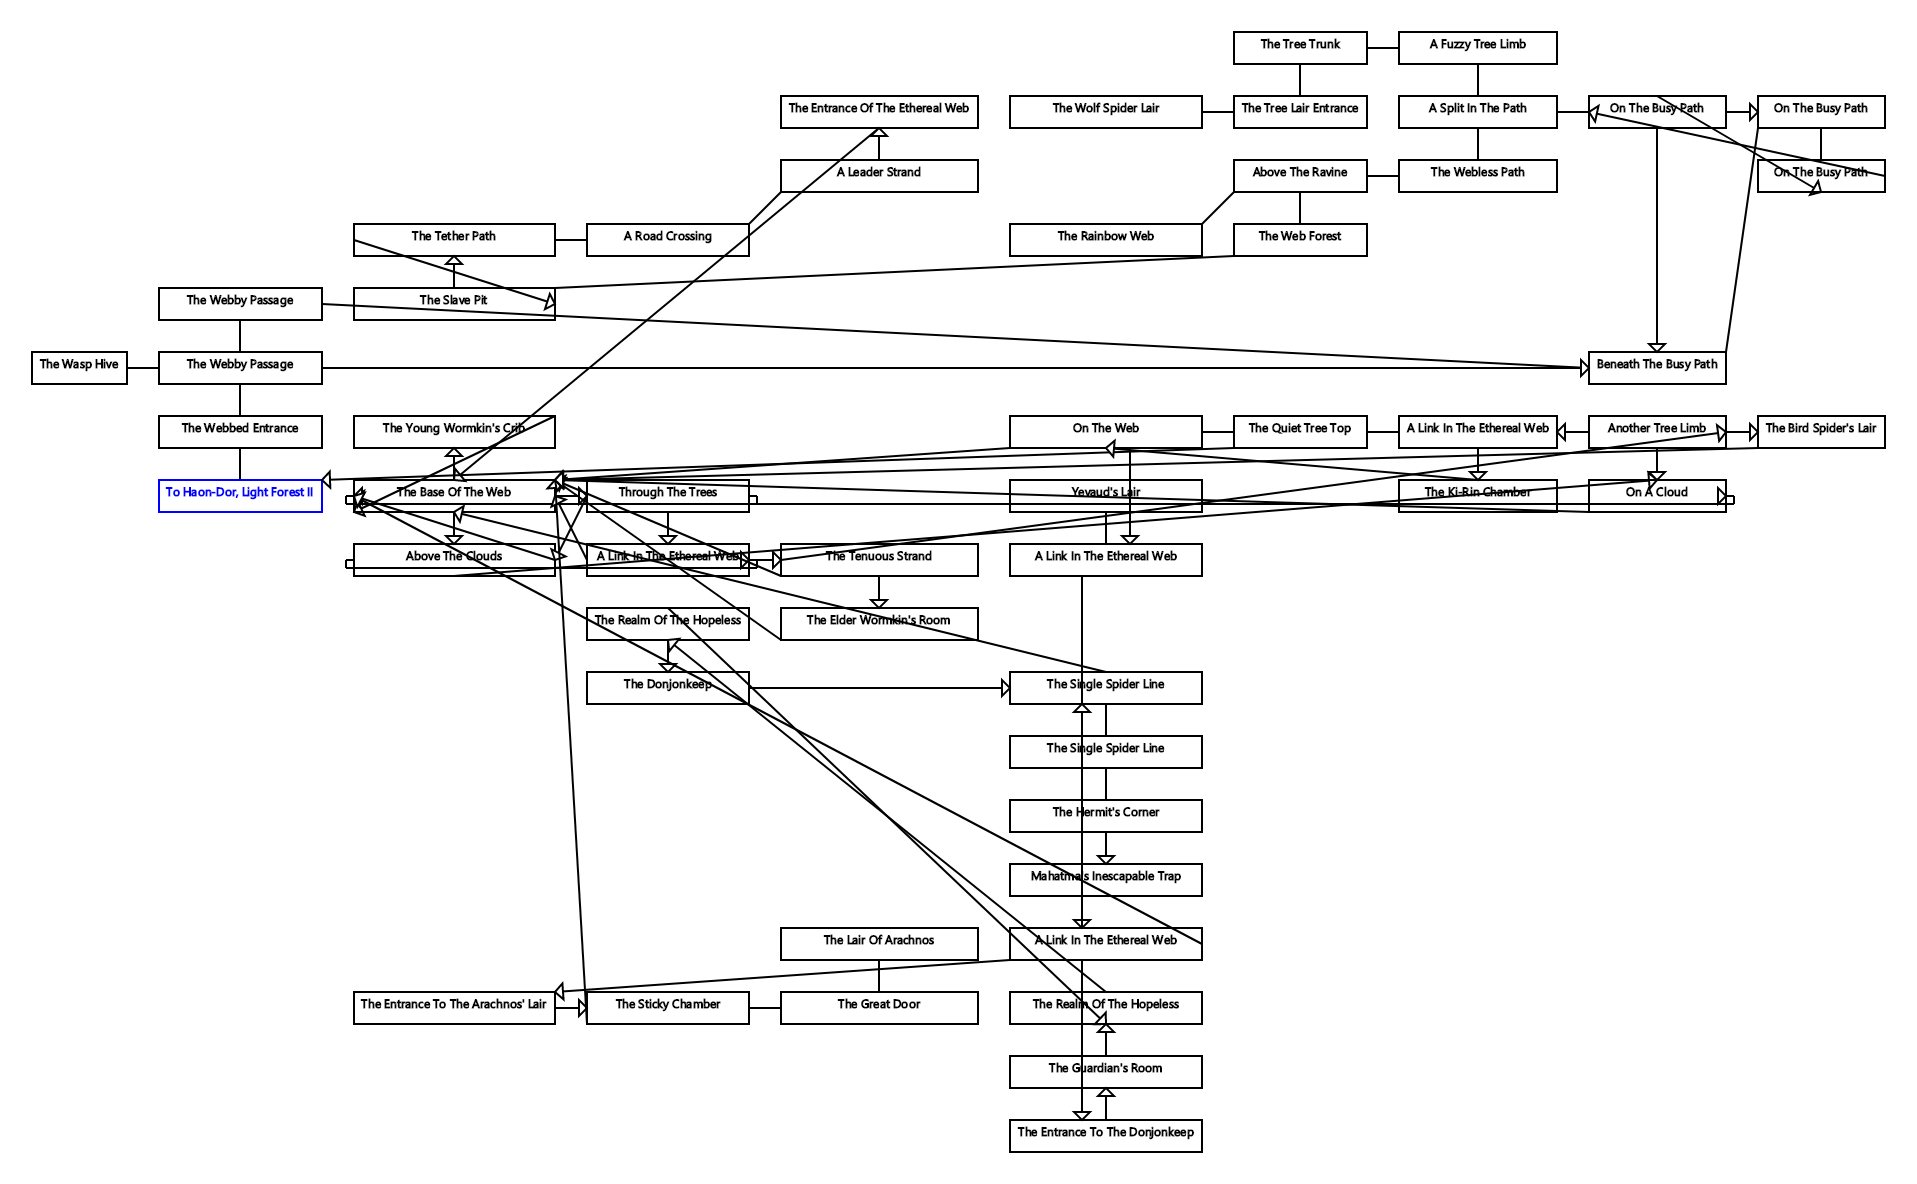 The Tree Trunk
A Fuzzy Tree Limb
The Entrance Of The Ethereal Web
The Wolf Spider Lair
The Tree Lair Entrance
A Split In The Path
On The Busy Path
On The Busy Path
A Leader Strand
Above The Ravine
The Webless Path
On The Busy Path
The Tether Path
A Road Crossing
The Rainbow Web
The Web Forest
The Webby Passage
The Slave Pit
The Wasp Hive
The Webby Passage
Beneath The Busy Path
The Webbed Entrance
The Young Wormkin's Crib
On The Web
The Quiet Tree Top
A Link In The Ethereal Web
Another Tree Limb
The Bird Spider's Lair
To Haon-Dor, Light Forest II
The Base Of The Web
Through The Trees
Yevaud's Lair
The Ki-Rin Chamber
On A Cloud
Above The Clouds
A Link In The Ethereal Web
The Tenuous Strand
A Link In The Ethereal Web
The Realm Of The Hopeless
The Elder Wormkin's Room
The Donjonkeep
The Single Spider Line
The Single Spider Line
The Hermit's Corner
Mahatma's Inescapable Trap
The Lair Of Arachnos
A Link In The Ethereal Web
The Entrance To The Arachnos' Lair
The Sticky Chamber
The Great Door
The Realm Of The Hopeless
The Guardian's Room
The Entrance To The Donjonkeep